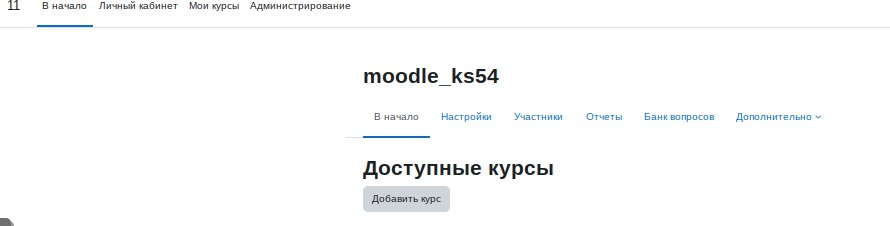 11 В начало Личный кабинет Мои курсы Администрирование
moodle_ks54
В начало Настройки Участники Отчеты Банк вопросов Дополнительно
Доступные курсы
Добавить курс